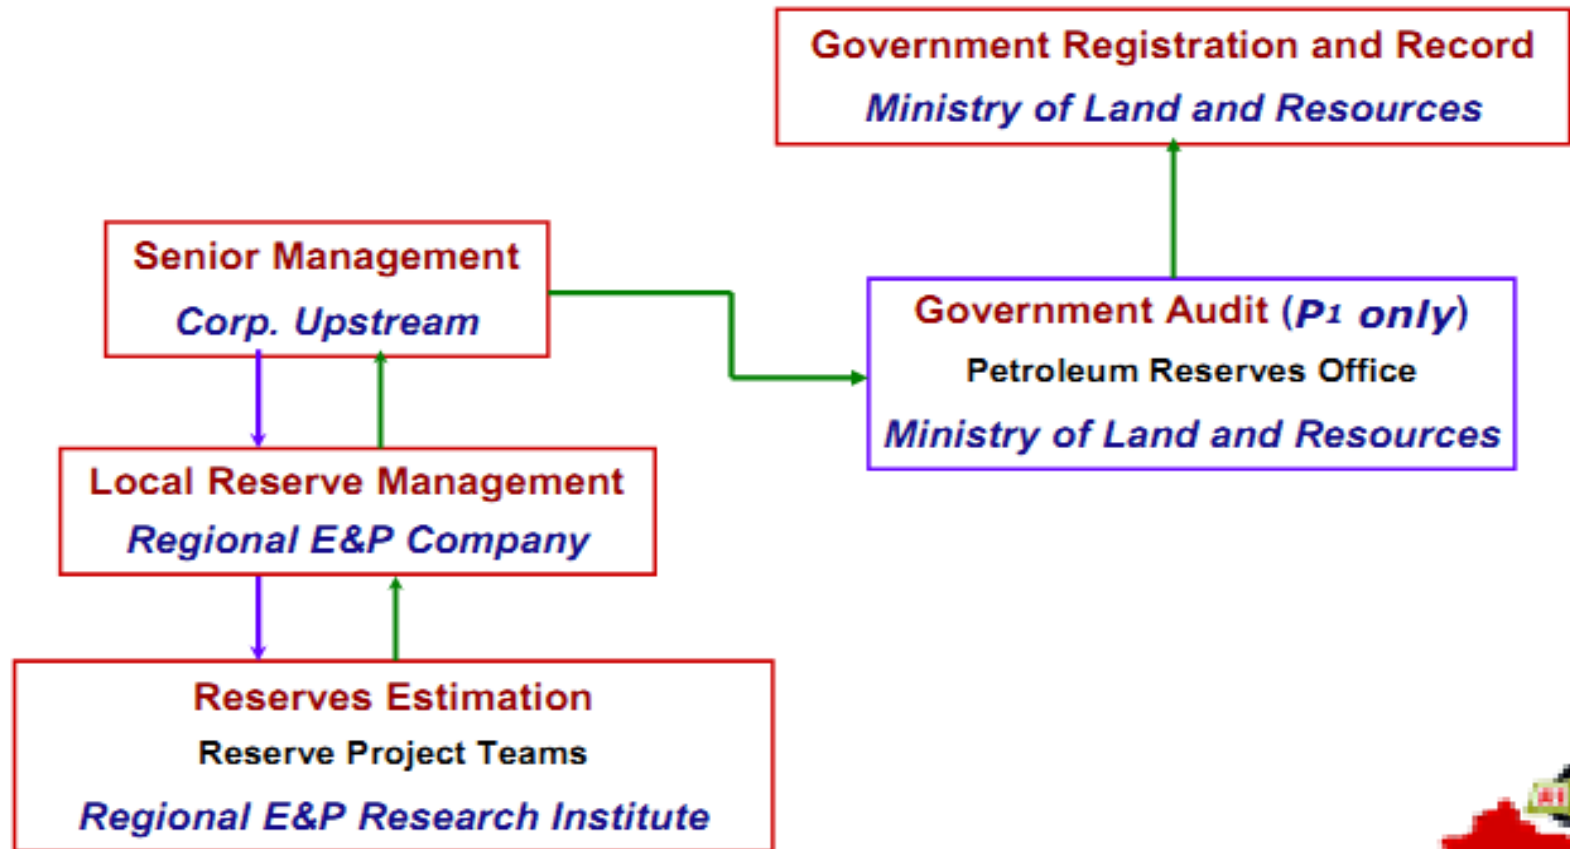 Government Registration and Record
Ministry of Land and Resources
Senior Management
Corp. Upstream
Government Audit (P1 only)
Petroleum Reserves Office
Ministry of Land and Resources
Local Reserve Management
Regional E&P Company
Reserves Estimation
Reserve Project Teams
Regional E&P Research Institute